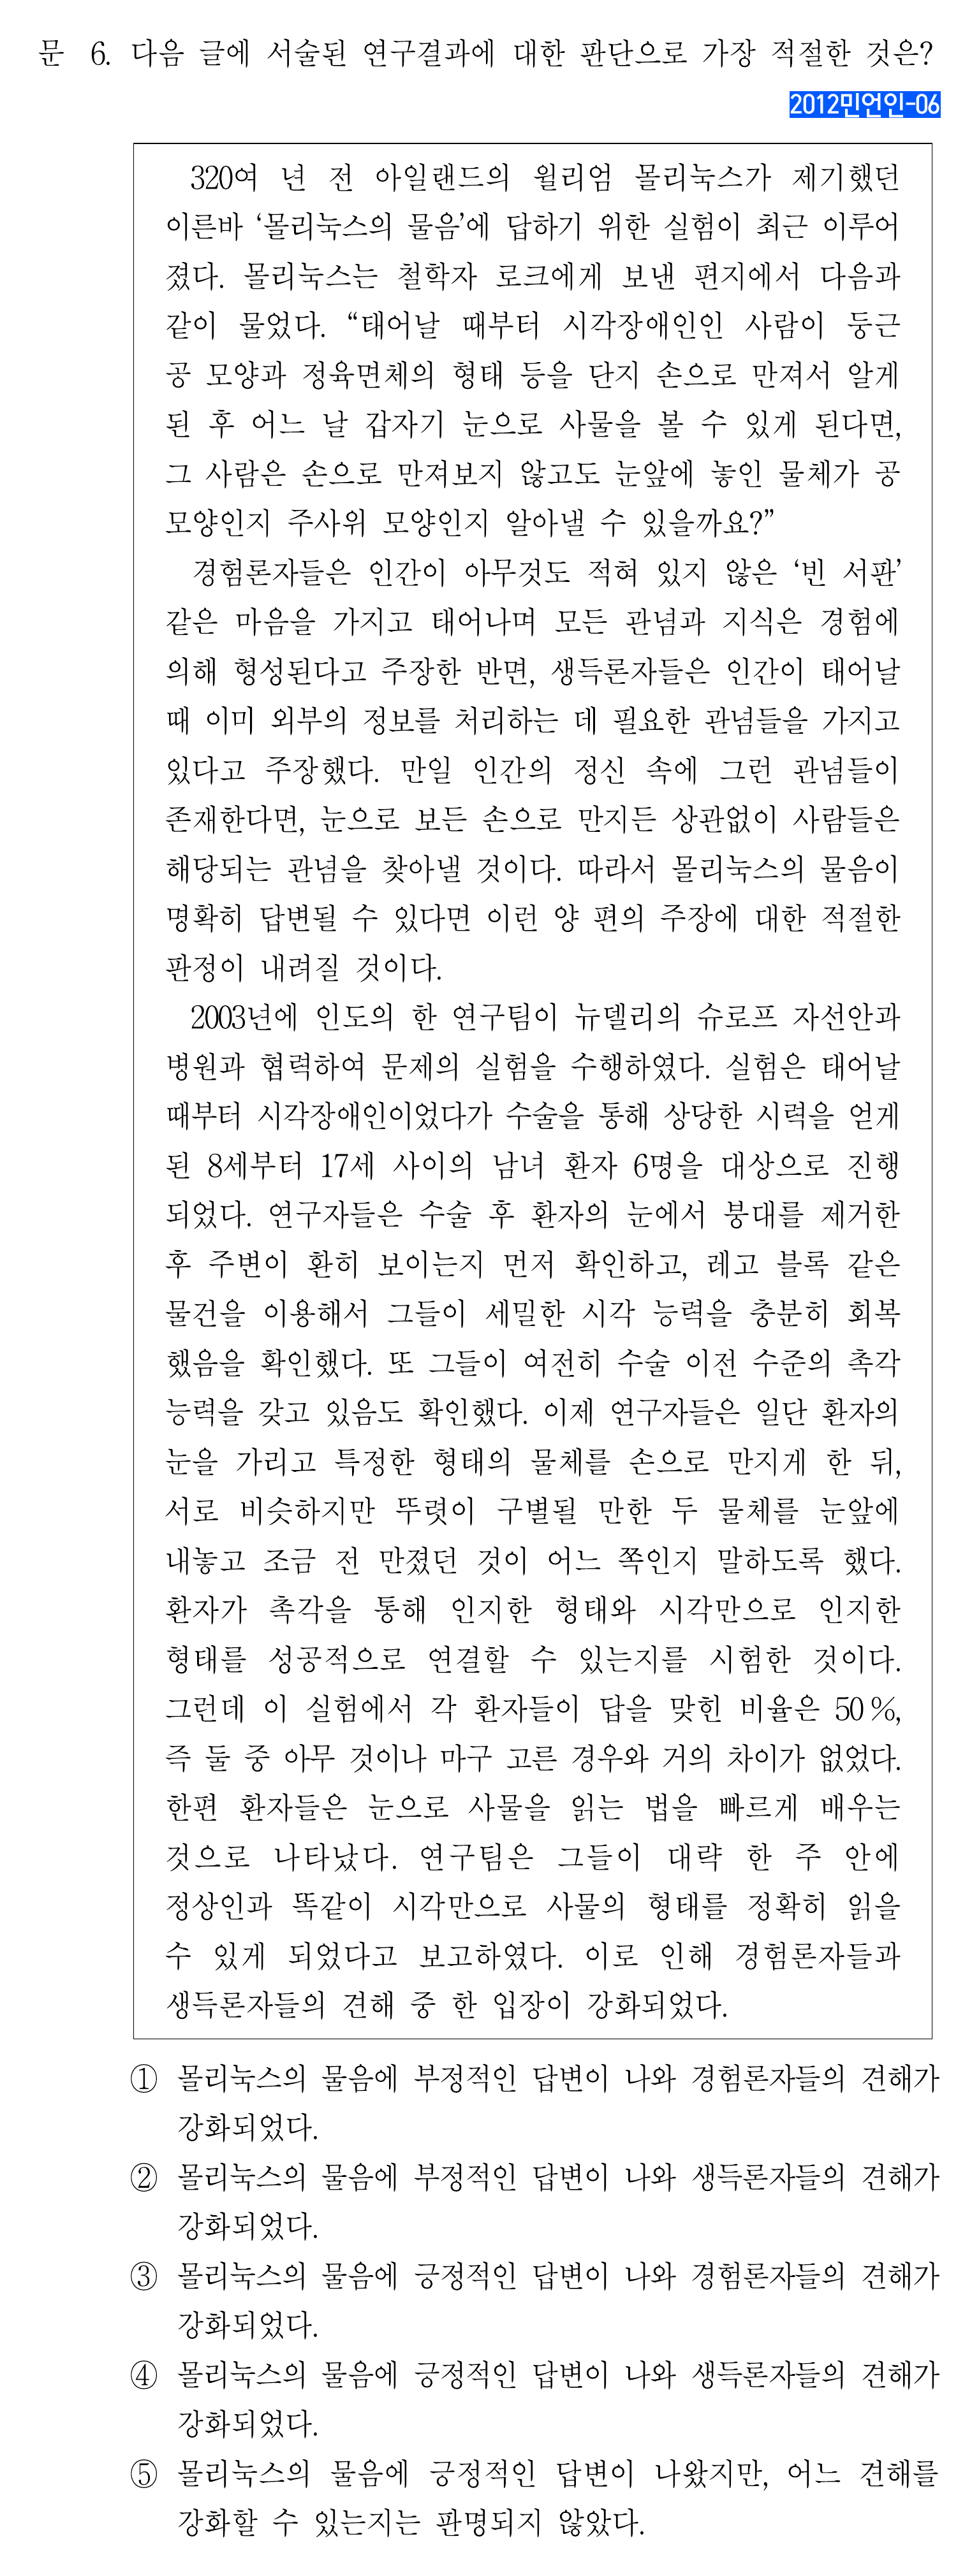 문 6. 다음 글에 서술된 연구결과에 대한 판단으로 가장 적절한 것은?
2012민언인-06
320여 년 전 아일랜드의 윌리엄 몰리눅스가 제기했던
이른바 ‘몰리눅스의 물음’에 답하기 위한 실험이 최근 이루어
졌다. 몰리눅스는 철학자 로크에게 보낸 편지에서 다음과
같이 물었다. “태어날 때부터 시각장애인인 사람이 둥근
공 모양과 정육면체의 형태 등을 단지 손으로 만져서 알게
된 후 어느 날 갑자기 눈으로 사물을 볼 수 있게 된다면,
그 사람은 손으로 만져보지 않고도 눈앞에 놓인 물체가 공
모양인지 주사위 모양인지 알아낼 수 있을까요?”
경험론자들은 인간이 아무것도 적혀 있지 않은 ‘빈 서판’
같은 마음을 가지고 태어나며 모든 관념과 지식은 경험에
의해 형성된다고 주장한 반면, 생득론자들은 인간이 태어날
때 이미 외부의 정보를 처리하는 데 필요한 관념들을 가지고
있다고 주장했다. 만일 인간의 정신 속에 그런 관념들이
존재한다면, 눈으로 보든 손으로 만지든 상관없이 사람들은
해당되는 관념을 찾아낼 것이다. 따라서 몰리눅스의 물음이
명확히 답변될 수 있다면 이런 양 편의 주장에 대한 적절한
판정이 내려질 것이다.
2003년에 인도의 한 연구팀이 뉴델리의 슈로프 자선안과
병원과 협력하여 문제의 실험을 수행하였다. 실험은 태어날
때부터 시각장애인이었다가 수술을 통해 상당한 시력을 얻게
된 8세부터 17세 사이의 남녀 환자 6명을 대상으로 진행
되었다. 연구자들은 수술 후 환자의 눈에서 붕대를 제거한
후 주변이 환히 보이는지 먼저 확인하고, 레고 블록 같은
물건을 이용해서 그들이 세밀한 시각 능력을 충분히 회복
했음을 확인했다. 또 그들이 여전히 수술 이전 수준의 촉각
능력을 갖고 있음도 확인했다. 이제 연구자들은 일단 환자의
눈을 가리고 특정한 형태의 물체를 손으로 만지게 한 뒤,
서로 비슷하지만 뚜렷이 구별될 만한 두 물체를 눈앞에
내놓고 조금 전 만졌던 것이 어느 쪽인지 말하도록 했다.
환자가 촉각을 통해 인지한 형태와 시각만으로 인지한
형태를 성공적으로 연결할 수 있는지를 시험한 것이다.
그런데 이 실험에서 각 환자들이 답을 맞힌 비율은 50 %,
즉 둘 중 아무 것이나 마구 고른 경우와 거의 차이가 없었다.
한편 환자들은 눈으로 사물을 읽는 법을 빠르게 배우는
것으로 나타났다. 연구팀은 그들이 대략 한 주 안에
정상인과 똑같이 시각만으로 사물의 형태를 정확히 읽을
수 있게 되었다고 보고하였다. 이로 인해 경험론자들과
생득론자들의 견해 중 한 입장이 강화되었다.
① 몰리눅스의 물음에 부정적인 답변이 나와 경험론자들의 견해가
강화되었다.
② 몰리눅스의 물음에 부정적인 답변이 나와 생득론자들의 견해가
강화되었다.
③ 몰리눅스의 물음에 긍정적인 답변이 나와 경험론자들의 견해가
강화되었다.
④ 몰리눅스의 물음에 긍정적인 답변이 나와 생득론자들의 견해가
강화되었다.
⑤ 몰리눅스의 물음에 긍정적인 답변이 나왔지만, 어느 견해를
강화할 수 있는지는 판명되지 않았다.